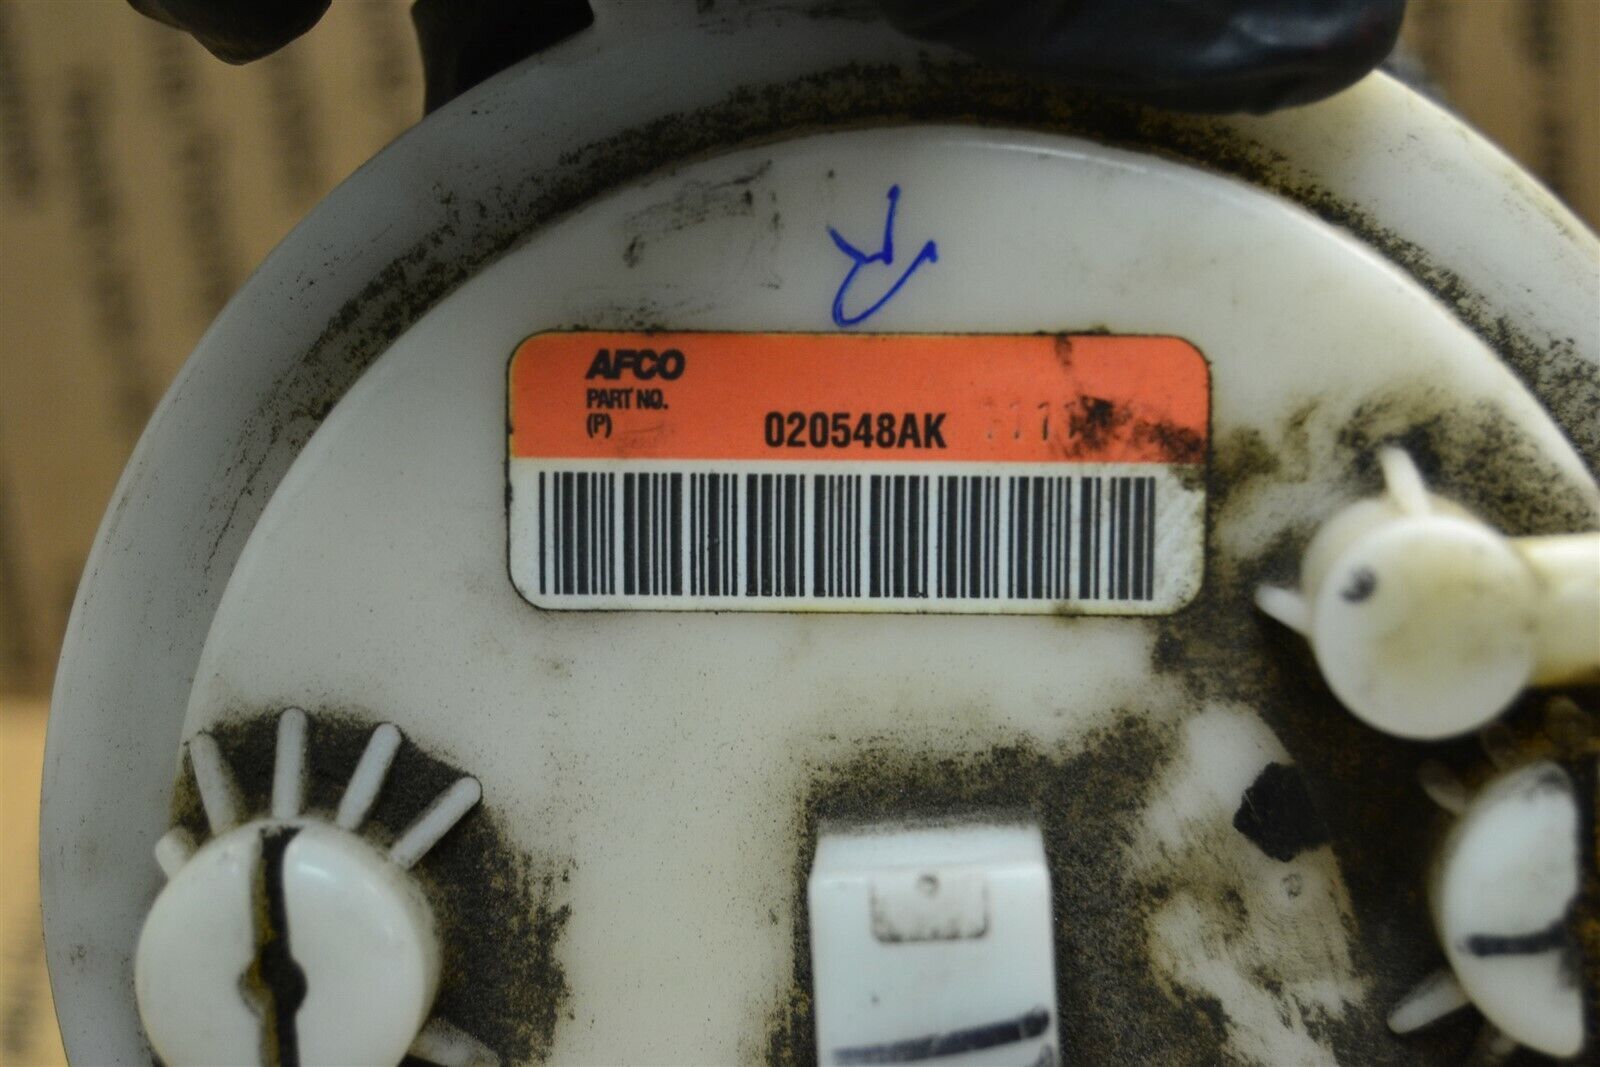 AFCO
PART NO.
(P) 020548AK